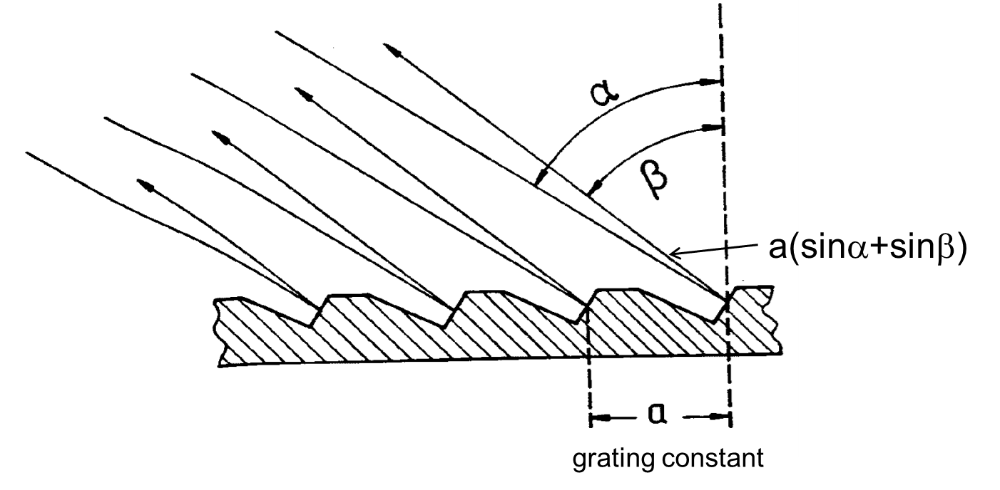 α
β
a(sinα+sinβ)
a
grating constant